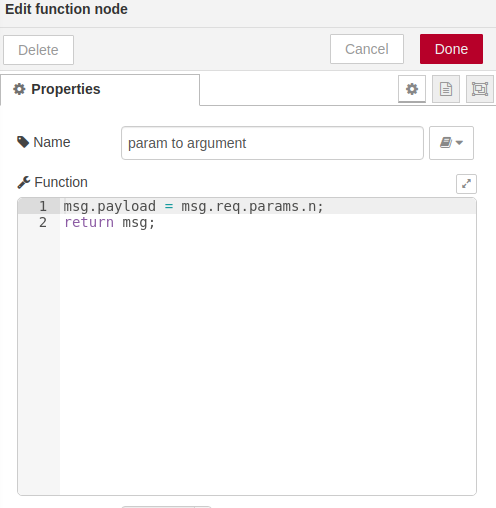 Edit function node
Delete
Cancel
Done
Properties
Name
param to argument
Function
1 msg.payload = msg.req.params.n;
2 return msg;